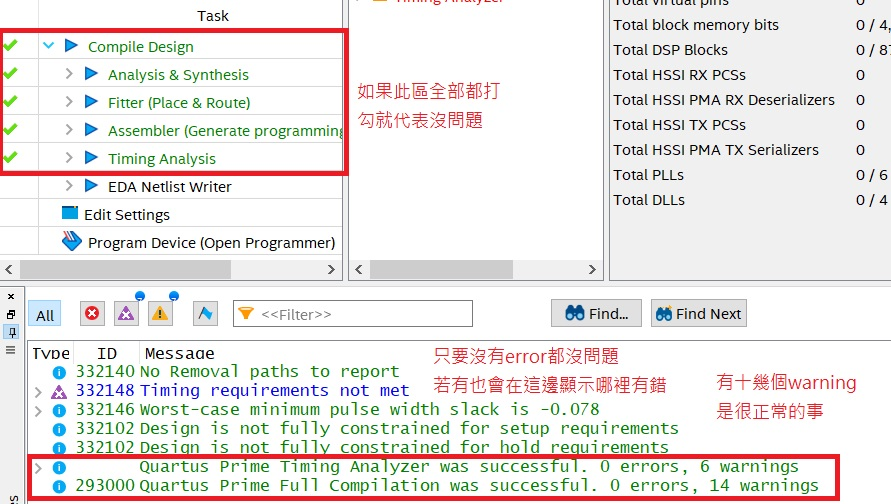 Task
Compile Design
Analysis & Synthesis
Fitter (Place & Route)
Assembler (Generate programming
Timing Analysis
EDA Netlist Writer
Edit Settings
Program Device (Open Programmer)
Timing Analyzer
如果此區全部都打
勾就代表沒問題
Total virtual pins 0
Total block memory bits 0 / 4,
Total DSP Blocks 0 / 87
Total HSSI RX PCSs 0
Total HSSI PMA RX Deserializers 0
Total HSSI TX PCSs 0
Total HSSI PMA TX Serializers 0
Total PLLs 0 / 6
Total DLLs 0 / 4
All
<<Filter>>
Find...
Find Next
Type ID Message
332140 No Removal paths to report
332148 Timing requirements not met
332146 Worst-case minimum pulse width slack is -0.078
332102 Design is not fully constrained for setup requirements
332102 Design is not fully constrained for hold requirements
Quartus Prime Timing Analyzer was successful. 0 errors, 6 warnings
293000 Quartus Prime Full Compilation was successful. 0 errors, 14 warnings
只要沒有error都沒問題
若有也會在這邊顯示哪裡有錯
有十幾個warning
是很正常的事